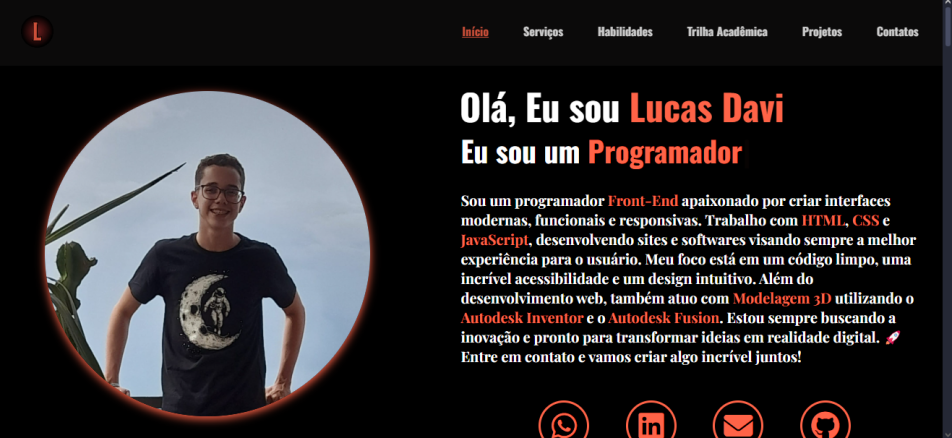 L
Início Serviços Habilidades Trilha Acadêmica Projetos Contatos
Olá, Eu sou Lucas Davi
Eu sou um Programador
Sou um programador Front-End apaixonado por criar interfaces
modernas, funcionais e responsivas. Trabalho com HTML, CSS e
JavaScript, desenvolvendo sites e softwares visando sempre a melhor
experiência para o usuário. Meu foco está em um código limpo, uma
incrível acessibilidade e um design intuitivo. Além do
desenvolvimento web, também atuo com Modelagem 3D utilizando o
Autodesk Inventor e o Autodesk Fusion. Estou sempre buscando a
inovação e pronto para transformar ideias em realidade digital. 🚀
Entre em contato e vamos criar algo incrível juntos!
in